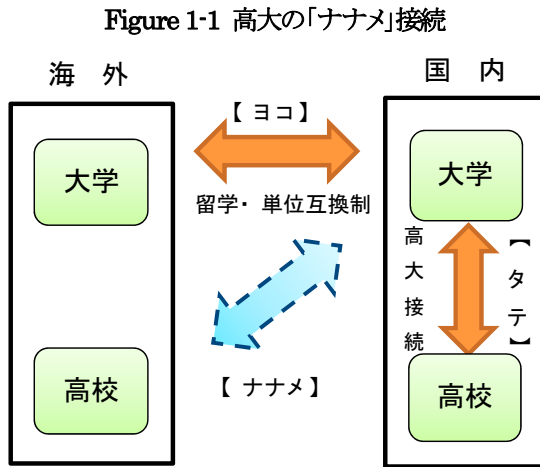 Figure 1-1 高大の「ナナメ」接続
海 外
国 内
【 ヨコ 】
大学
大学
留学・ 単位互換制
高大接続
【タテ】
【 ナナメ 】
高校
高校